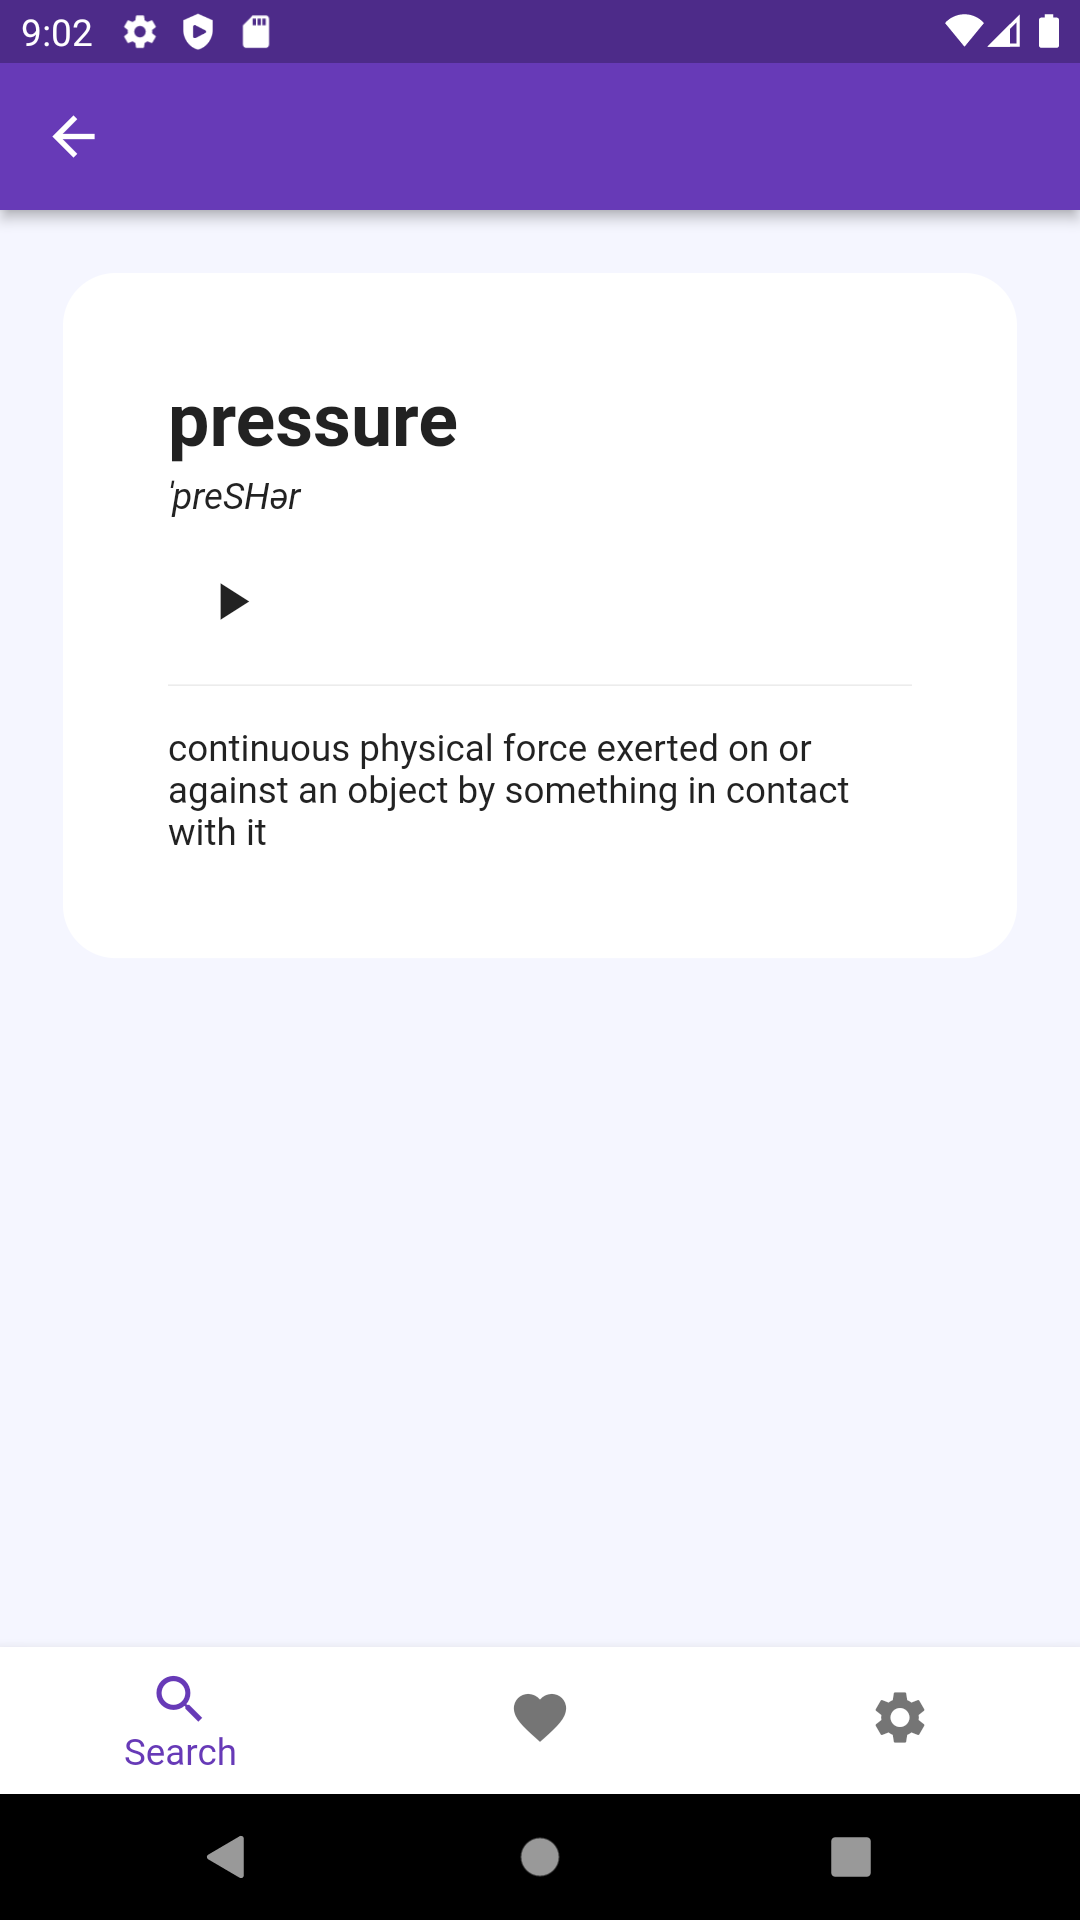 9:02
pressure
ˈpreSHər
continuous physical force exerted on or
against an object by something in contact
with it
Search